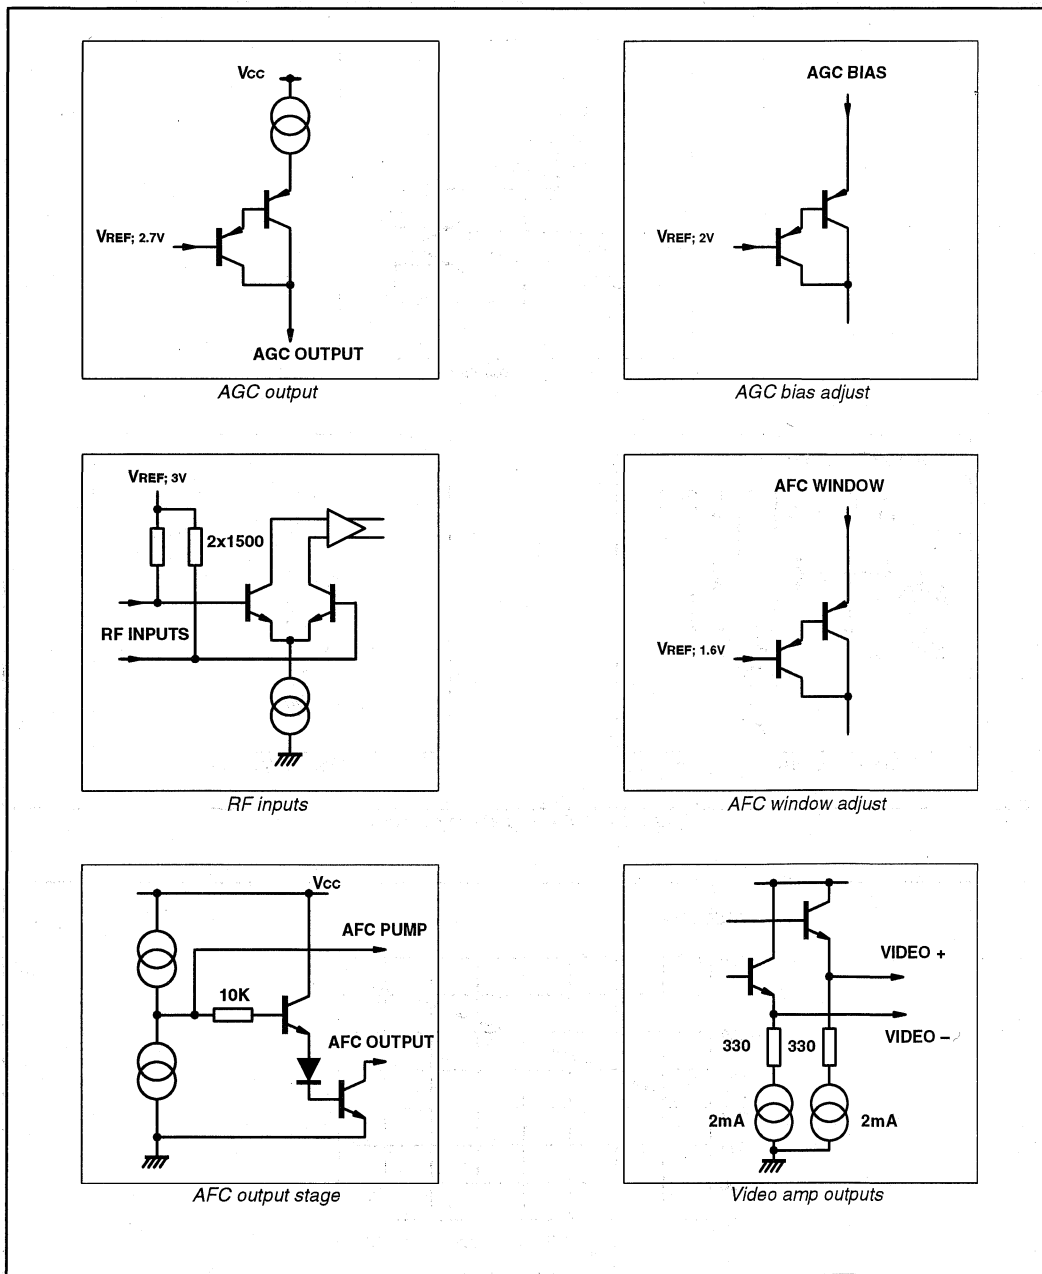 VCC
VREF; 2.7V
AGC OUTPUT
AGC output
AGC BIAS
VREF; 2V
AGC bias adjust
VREF; 3V
2x1500
RF INPUTS
RF inputs
AFC WINDOW
VREF; 1.6V
AFC window adjust
VCC
AFC PUMP
10K
AFC OUTPUT
AFC output stage
VIDEO +
VIDEO –
330 330
2mA 2mA
Video amp outputs